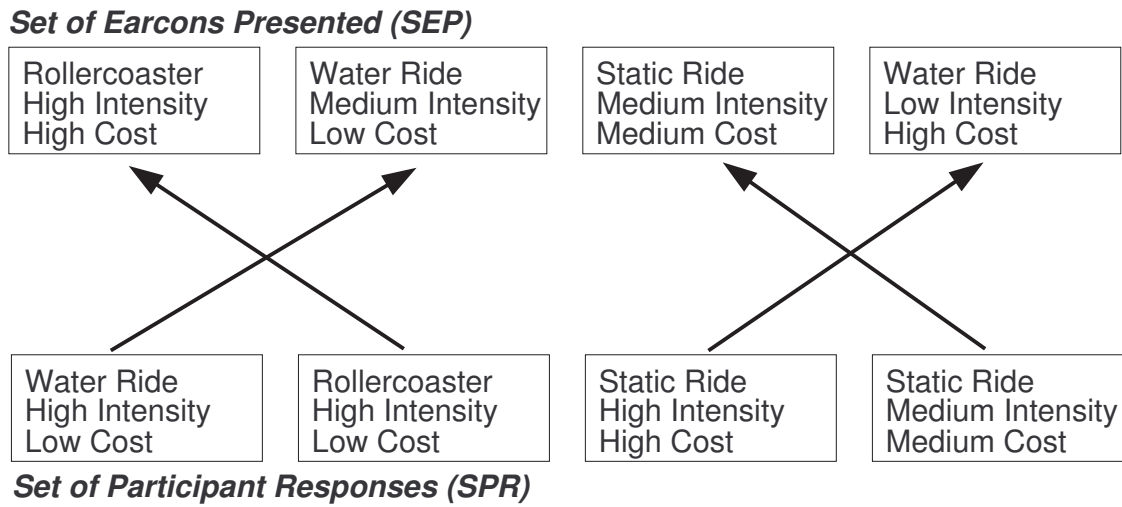 Set of Earcons Presented (SEP)
Rollercoaster
High Intensity
High Cost
Water Ride
Medium Intensity
Low Cost
Static Ride
Medium Intensity
Medium Cost
Water Ride
Low Intensity
High Cost
Water Ride
High Intensity
Low Cost
Rollercoaster
High Intensity
Low Cost
Static Ride
High Intensity
High Cost
Static Ride
Medium Intensity
Medium Cost
Set of Participant Responses (SPR)